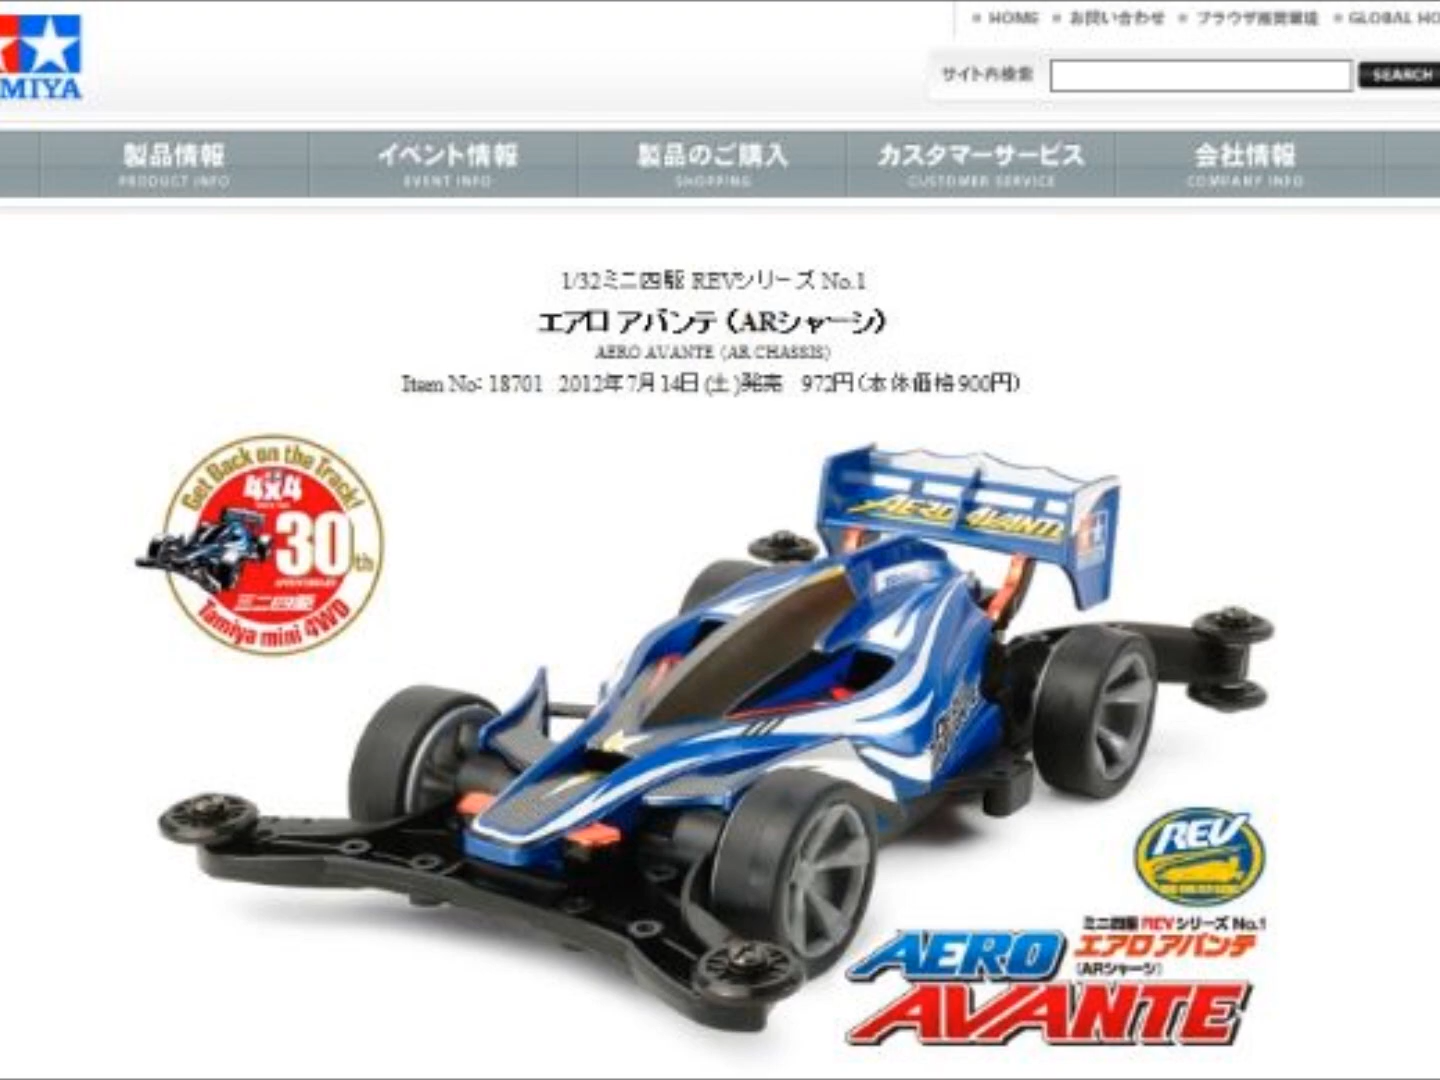 HOME お問い合わせ ブラウザ推奨環境 GLOBAL HO
MIYA
サイト内検索 SEARCH
製品情報 イベント情報 製品のご購入 カスタマーサービス 会社情報
PRODUCT INFO EVENT INFO SHOPPING CUSTOMER SERVICE COMPANY INFO
1/32ミニ四駆 REVシリーズ No.1
エアロ アバンテ (ARシャーシ)
AERO AVANTE (AR CHASSIS)
Item No: 18701 2012年7月14日(土)発売 972円(本体価格900円)
Get Back on the Track!
4x4
30th
ミニ四駆
Tamiya mini 4WD
AERO AVANTE
REV
ミニ四駆 REVシリーズ No.1
エアロ アバンテ
(ARシャーシ)
AERO
AVANTE